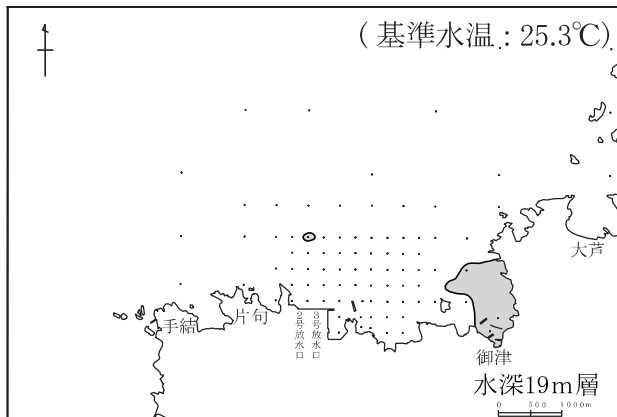 (基準水温:25.3℃)
大芦
手結
片句
2号放水口
3号放水口
御津
水深19m層
0 500 1000m